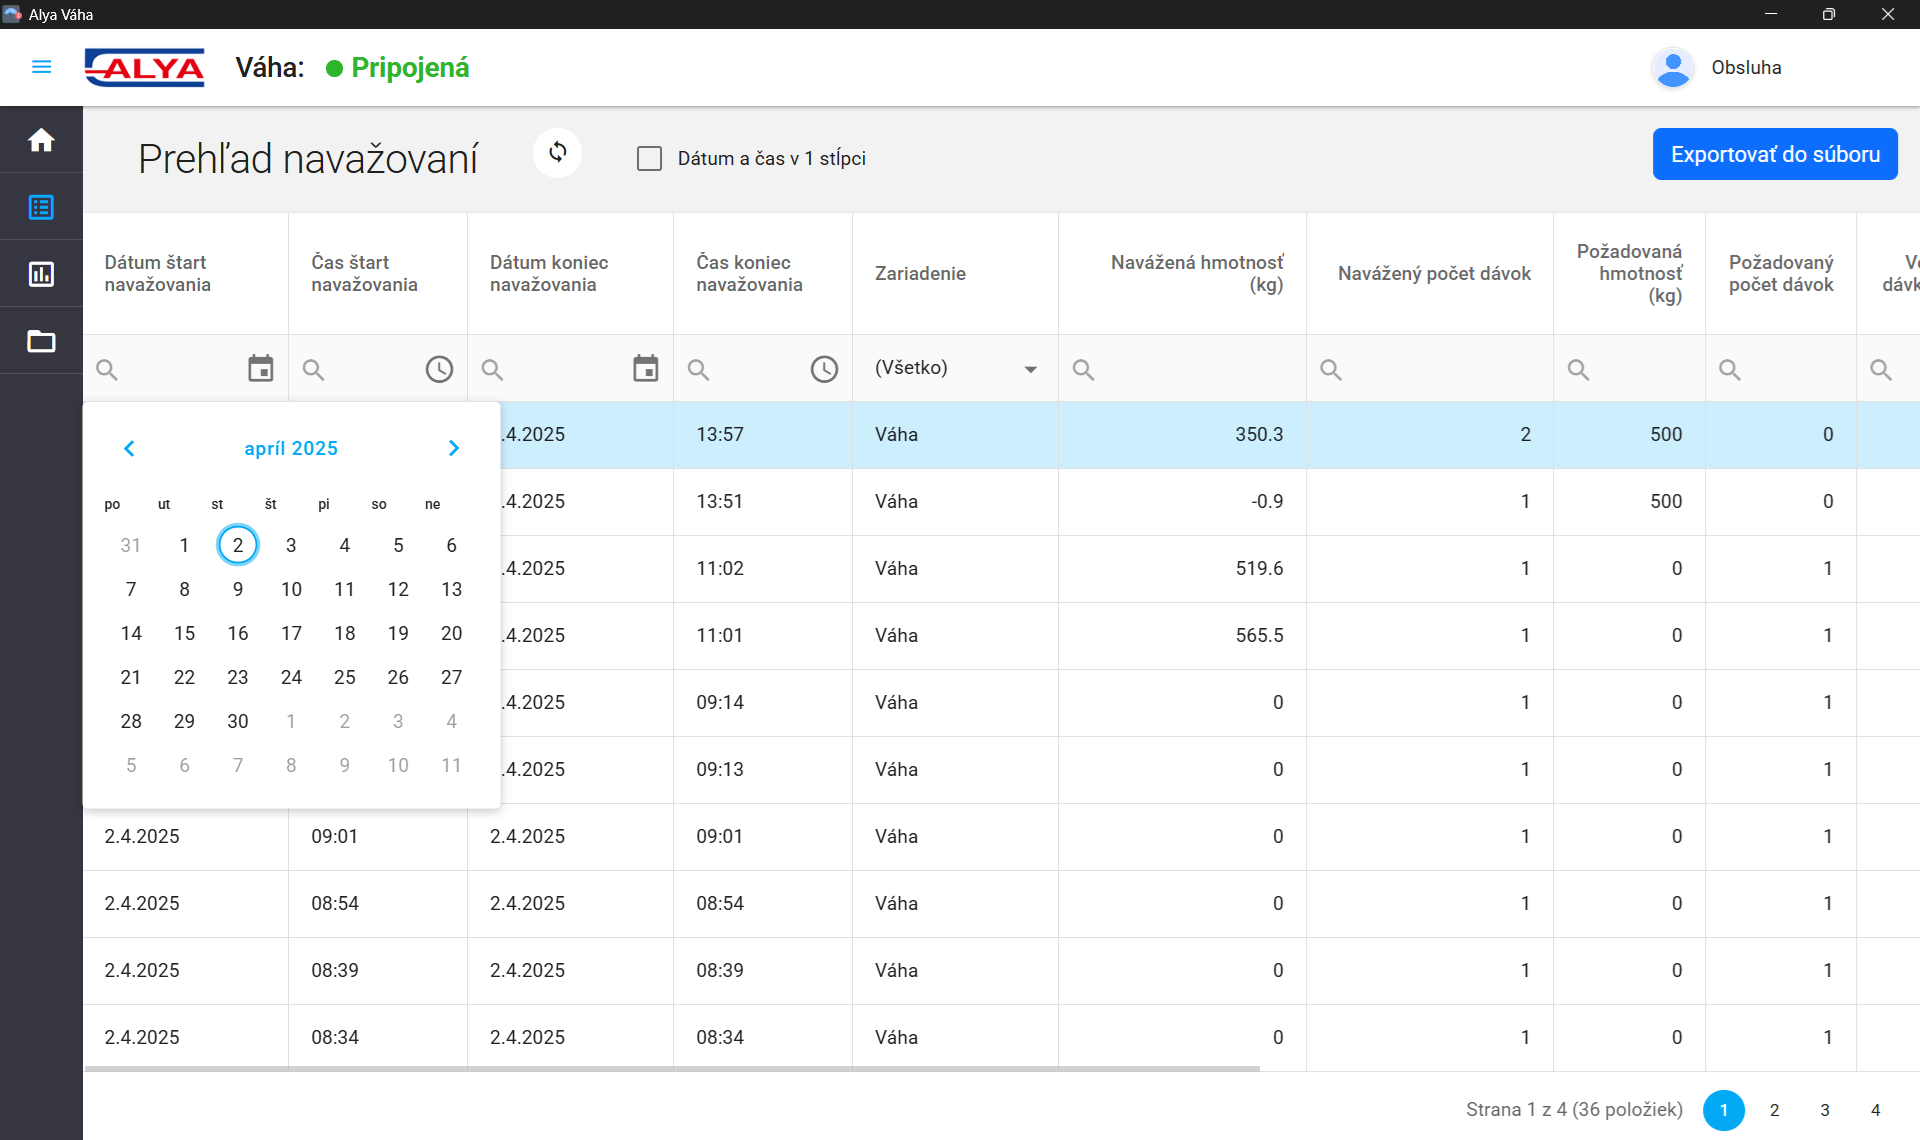 Alya Váha
ALYA
Váha: Pripojená
Obsluha
Prehľad navažovaní
Dátum a čas v 1 stĺpci
Exportovať do súboru
Dátum štart navažovania
Čas štart navažovania
Dátum koniec navažovania
Čas koniec navažovania
Zariadenie
Navážená hmotnosť (kg)
Navážený počet dávok
Požadovaná hmotnosť (kg)
Požadovaný počet dávok
(Všetko)
apríl 2025
po ut st št pi so ne
31 1 2 3 4 5 6
7 8 9 10 11 12 13
14 15 16 17 18 19 20
21 22 23 24 25 26 27
28 29 30 1 2 3 4
5 6 7 8 9 10 11
.4.2025 13:57 Váha 350.3 2 500 0
.4.2025 13:51 Váha -0.9 1 500 0
.4.2025 11:02 Váha 519.6 1 0 1
.4.2025 11:01 Váha 565.5 1 0 1
.4.2025 09:14 Váha 0 1 0 1
.4.2025 09:13 Váha 0 1 0 1
2.4.2025 09:01 2.4.2025 09:01 Váha 0 1 0 1
2.4.2025 08:54 2.4.2025 08:54 Váha 0 1 0 1
2.4.2025 08:39 2.4.2025 08:39 Váha 0 1 0 1
2.4.2025 08:34 2.4.2025 08:34 Váha 0 1 0 1
Strana 1 z 4 (36 položiek) 1 2 3 4